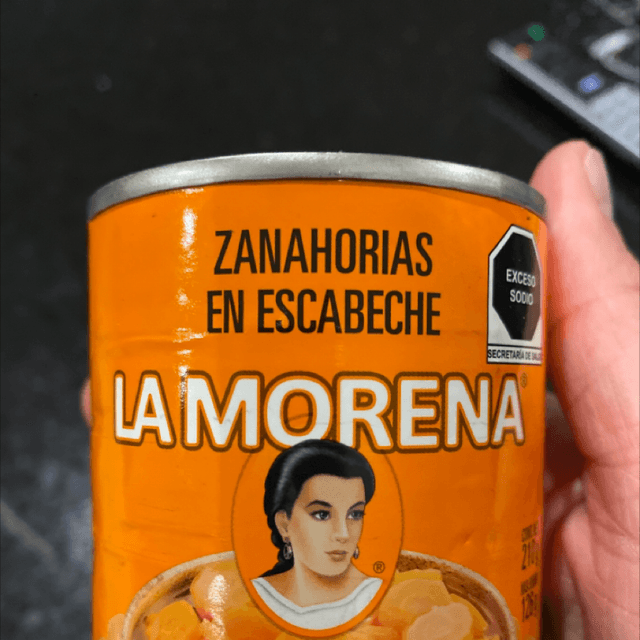 ZANAHORIAS
EN ESCABECHE
EXCESO
SODIO
SECRETARÍA DE SALUD
LA MORENA®
®